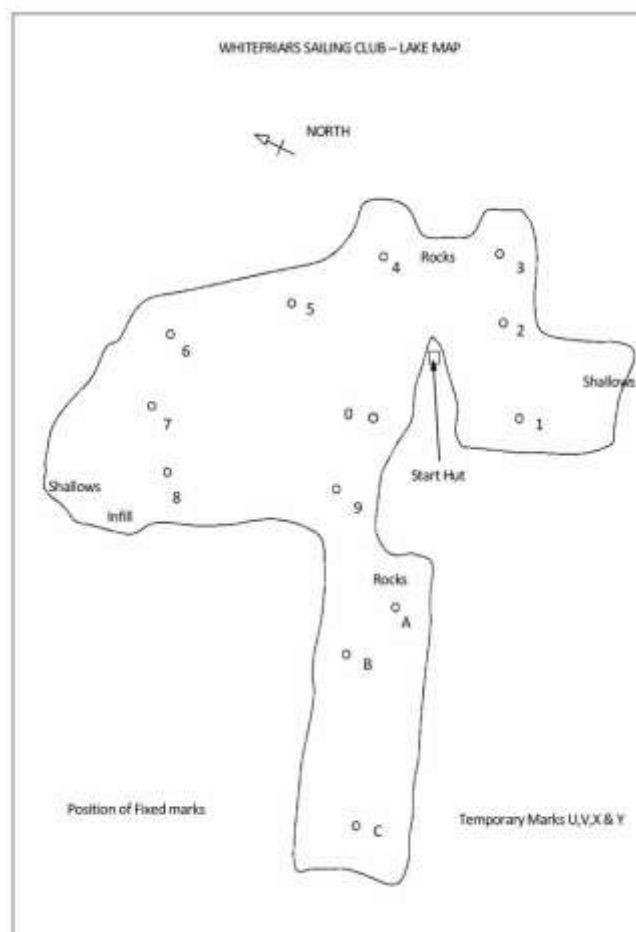 WHITEFRIARS SAILING CLUB – LAKE MAP
NORTH
4
Rocks
3
5
2
6
Shallows
7
0
1
Start Hut
8
Shallows
9
Infill
Rocks
A
B
Position of Fixed marks
C
Temporary Marks U,V,X & Y